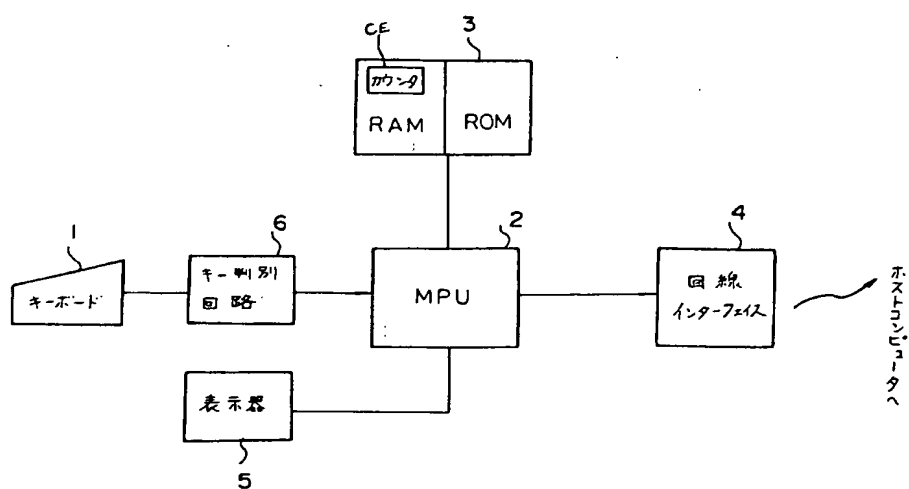 CE
3
カウンタ
RAM
ROM
1
キーボード
6
キー判別
回路
2
MPU
4
回線
インターフェイス
ホストコンピュータへ
表示器
5